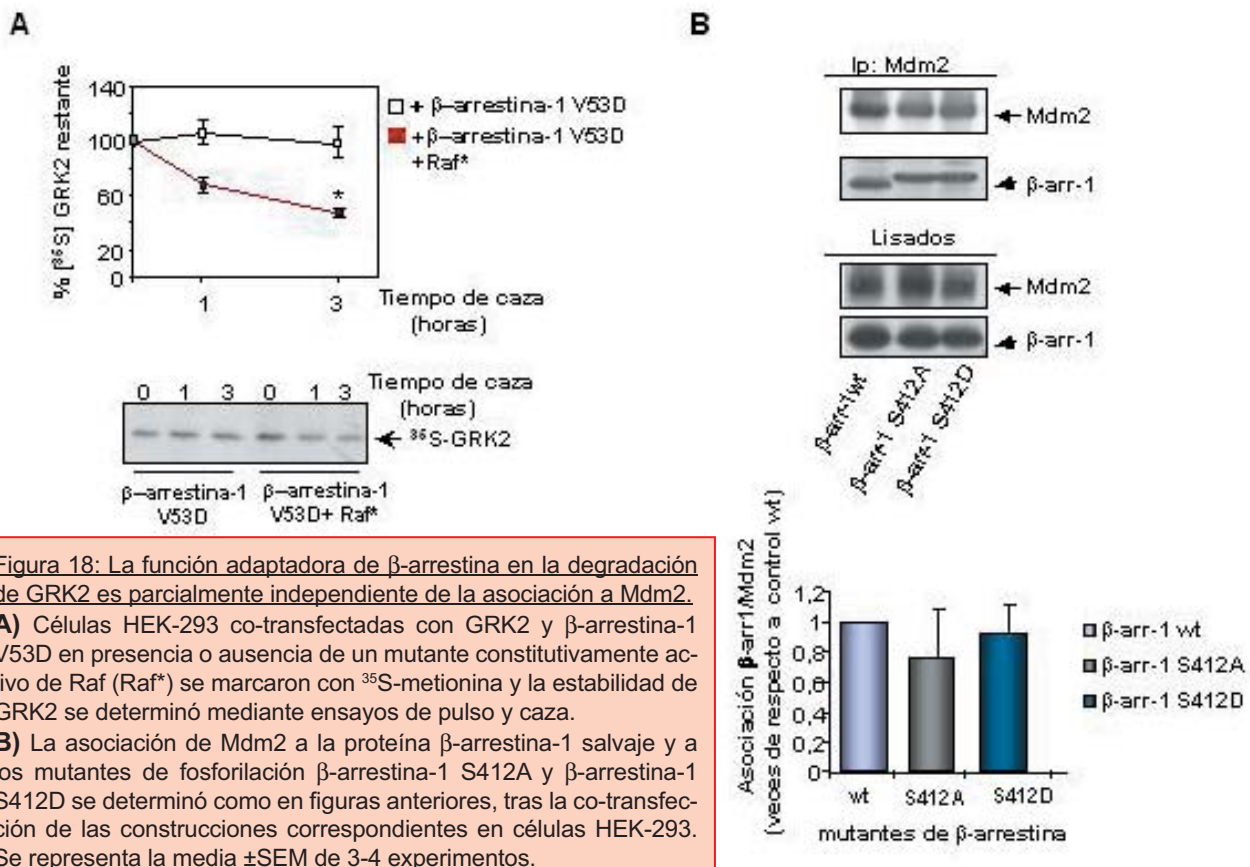 A
140
100
60
20
0
% [³⁵S] GRK2 restante
*
1
3
Tiempo de caza
(horas)
+ β–arrestina-1 V53D
+β–arrestina-1 V53D
+Raf*
0 1 3 0 1 3
Tiempo de caza
(horas)
³⁵S-GRK2
β–arrestina-1
V53D
β–arrestina-1
V53D+ Raf*
B
Ip: Mdm2
Mdm2
β-arr-1
Lisados
Mdm2
β-arr-1
β-arr-1wt
β-arr-1 S412A
β-arr-1 S412D
Figura 18: La función adaptadora de β-arrestina en la degradación
de GRK2 es parcialmente independiente de la asociación a Mdm2.
A) Células HEK-293 co-transfectadas con GRK2 y β-arrestina-1
V53D en presencia o ausencia de un mutante constitutivamente ac-
ivo de Raf (Raf*) se marcaron con ³⁵S-metionina y la estabilidad de
GRK2 se determinó mediante ensayos de pulso y caza.
B) La asociación de Mdm2 a la proteína β-arrestina-1 salvaje y a
os mutantes de fosforilación β-arrestina-1 S412A y β-arrestina-1
S412D se determinó como en figuras anteriores, tras la co-transfec-
ción de las construcciones correspondientes en células HEK-293.
Se representa la media ±SEM de 3-4 experimentos.
Asociación β-arr1/Mdm2
(veces de respecto a control wt)
1,2
1
0,8
0,6
0,4
0,2
0
wt
S412A
S412D
mutantes de β-arrestina
β-arr-1 wt
β-arr-1 S412A
β-arr-1 S412D